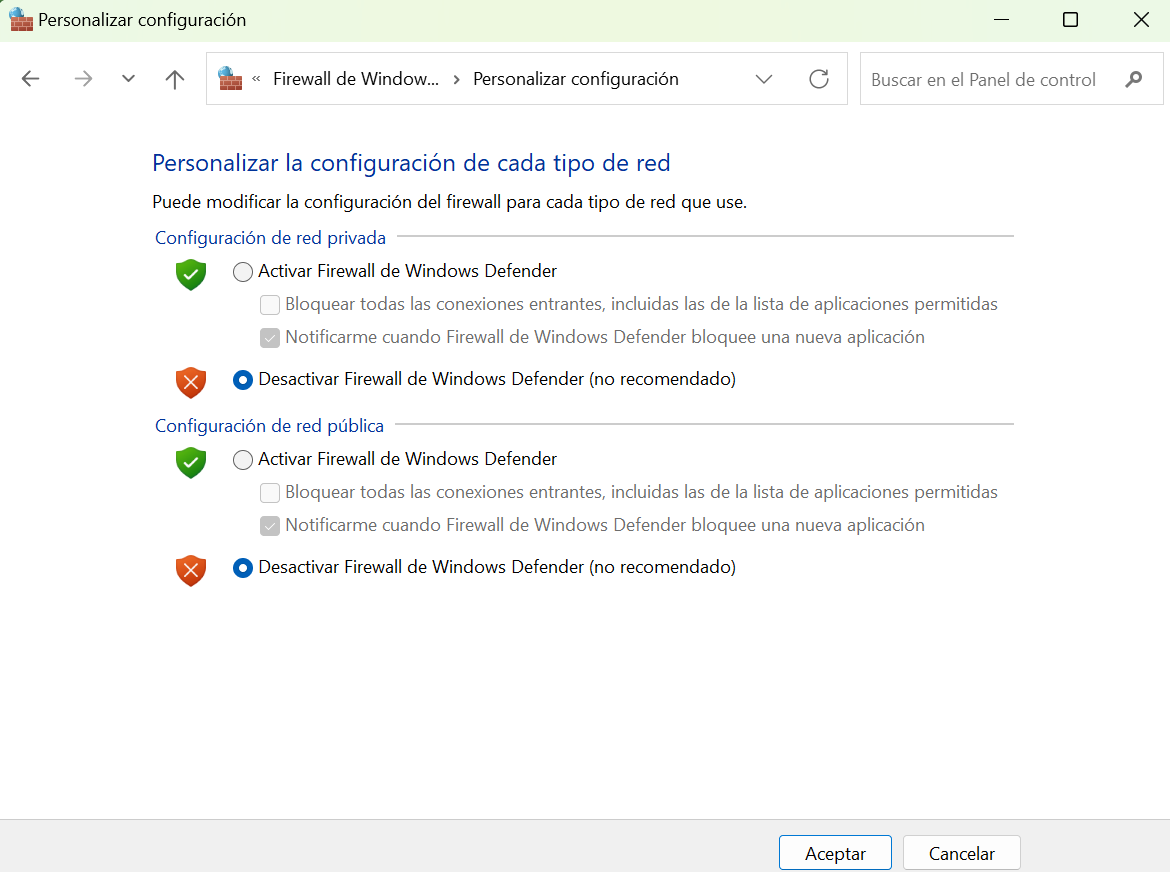 Personalizar configuración
« Firewall de Window... › Personalizar configuración
Buscar en el Panel de control
Personalizar la configuración de cada tipo de red
Puede modificar la configuración del firewall para cada tipo de red que use.
Configuración de red privada
Activar Firewall de Windows Defender
Bloquear todas las conexiones entrantes, incluidas las de la lista de aplicaciones permitidas
Notificarme cuando Firewall de Windows Defender bloquee una nueva aplicación
Desactivar Firewall de Windows Defender (no recomendado)
Configuración de red pública
Activar Firewall de Windows Defender
Bloquear todas las conexiones entrantes, incluidas las de la lista de aplicaciones permitidas
Notificarme cuando Firewall de Windows Defender bloquee una nueva aplicación
Desactivar Firewall de Windows Defender (no recomendado)
Aceptar
Cancelar